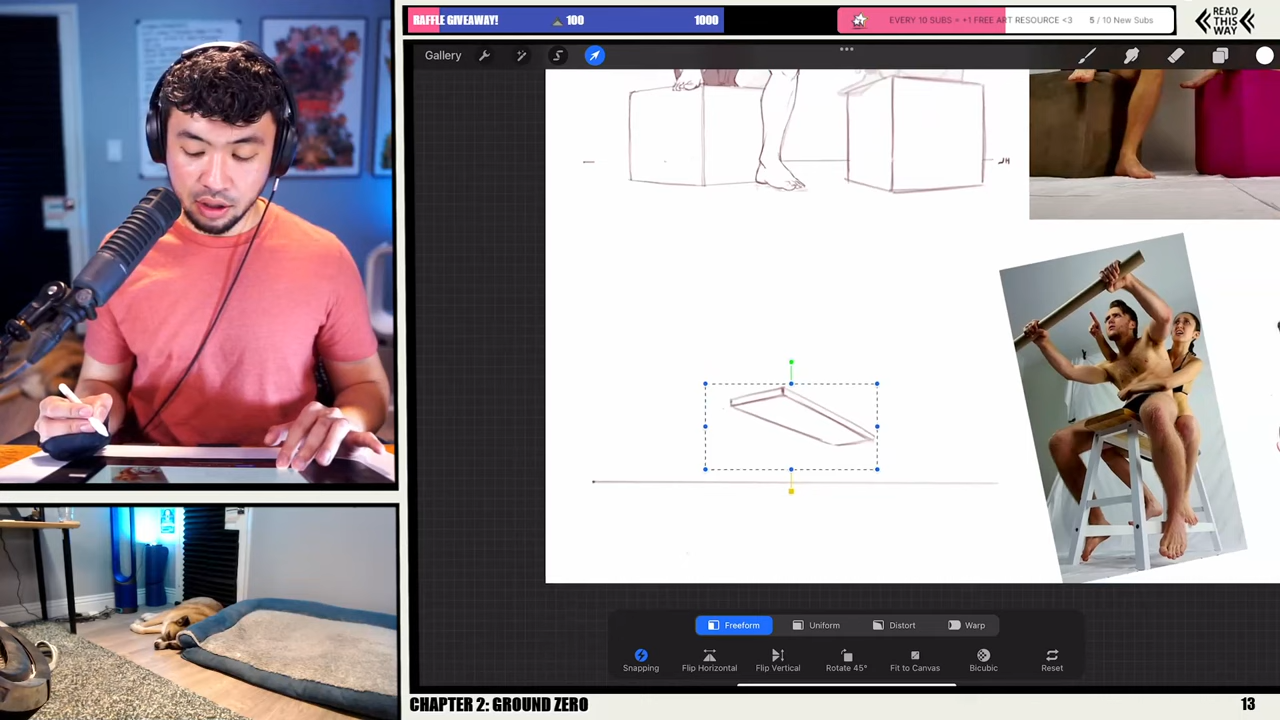 RAFFLE GIVEAWAY!
100
1000
EVERY 10 SUBS = +1 FREE ART RESOURCE <3
5 / 10 New Subs
READ
THIS
WAY
Gallery
Freeform
Uniform
Distort
Warp
Snapping
Flip Horizontal
Flip Vertical
Rotate 45°
Fit to Canvas
Bicubic
Reset
CHAPTER 2: GROUND ZERO
13